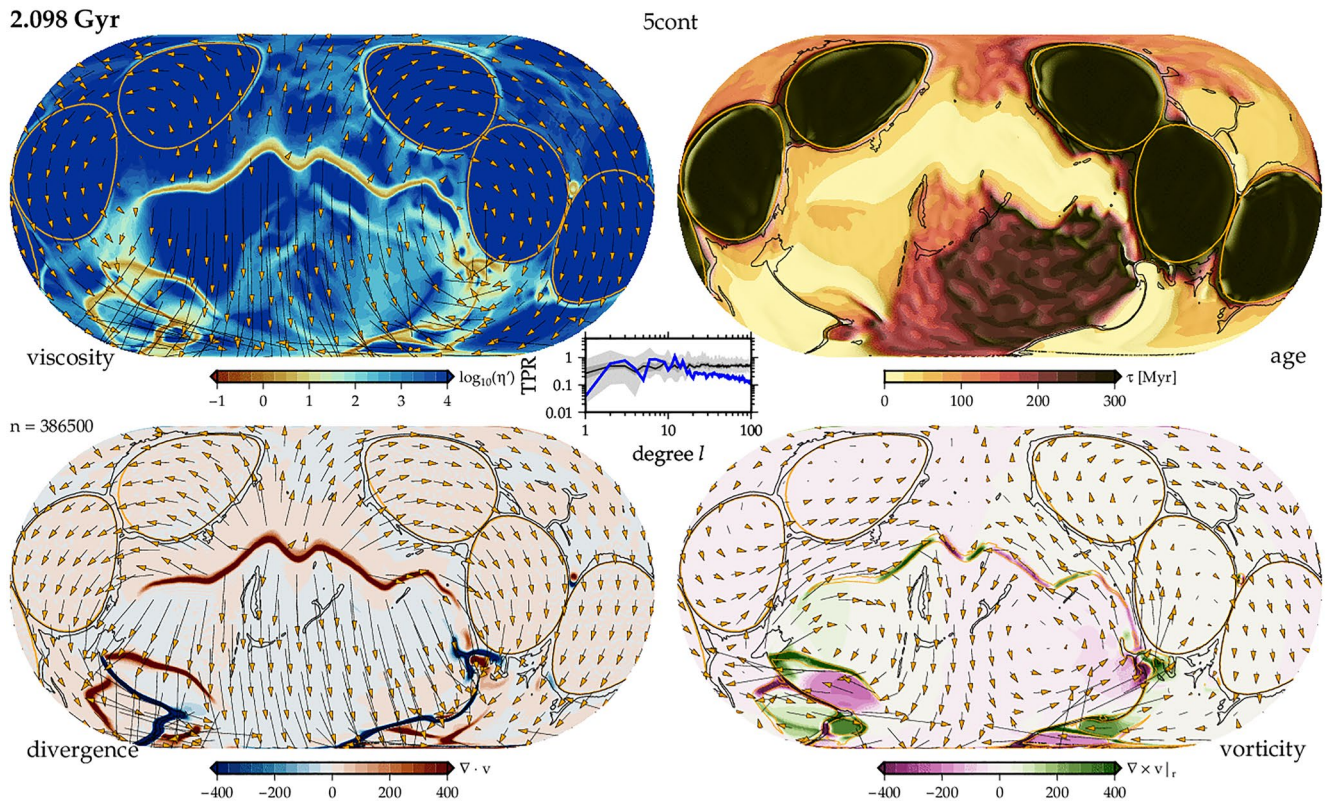 2.098 Gyr
5cont
viscosity
age
−1 0 1 2 3 4
log₁₀(η′)
TPR
1
0.1
0.01
1 10 100
degree l
0 100 200 300
τ [Myr]
n = 386500
divergence
vorticity
−400 −200 0 200 400
∇ · v
−400 −200 0 200 400
∇ × v|ᵣ